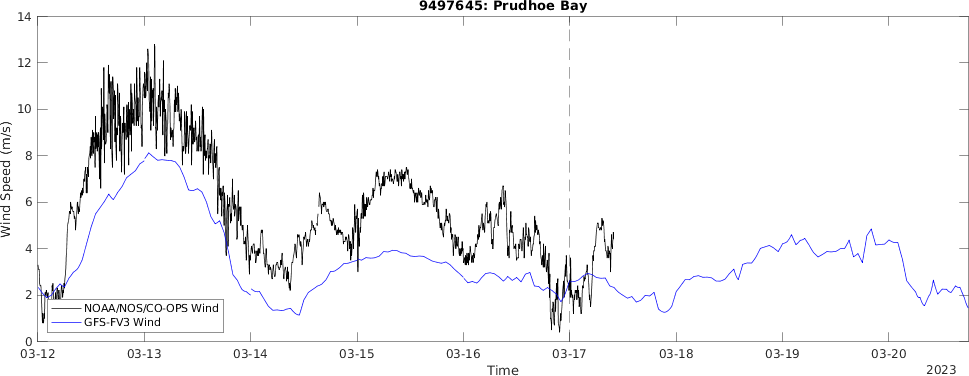 9497645: Prudhoe Bay
14
12
10
8
6
4
2
0
Wind Speed (m/s)
NOAA/NOS/CO-OPS Wind
GFS-FV3 Wind
03-12 03-13 03-14 03-15 03-16 03-17 03-18 03-19 03-20
Time
2023